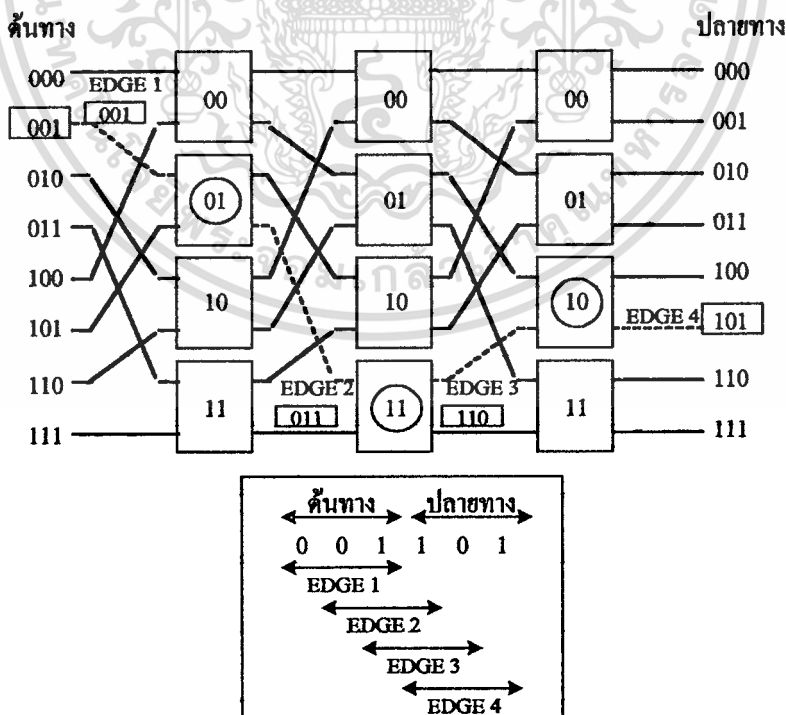 ต้นทาง ปลายทาง
000 EDGE 1 00 00 00 000
001 001 001
010 01 01 01 010
011 011
100 10 10 10 100
101 EDGE 4 101
110 EDGE 2 EDGE 3 110
011 11 11 110 11
111 111
ต้นทาง ปลายทาง
0 0 1 1 0 1
EDGE 1
EDGE 2
EDGE 3
EDGE 4